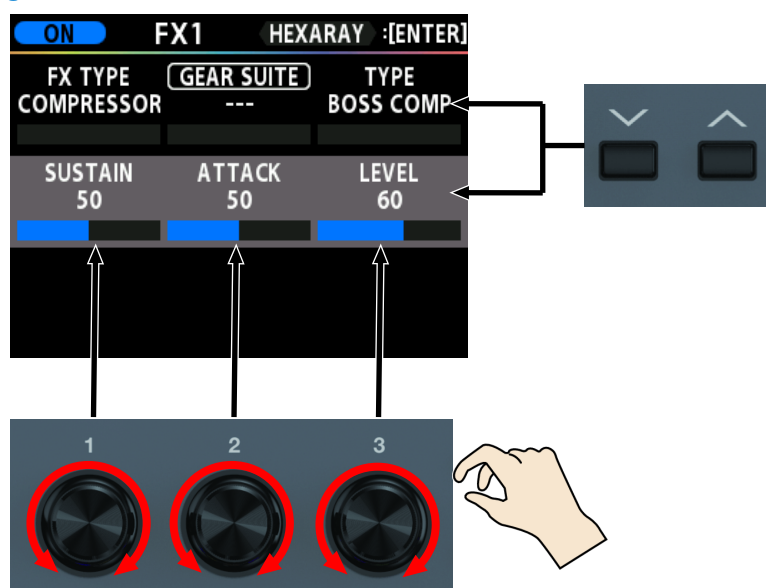 ON FX1 HEXARAY :[ENTER]
FX TYPE GEAR SUITE TYPE
COMPRESSOR --- BOSS COMP
SUSTAIN ATTACK LEVEL
50 50 60
1 2 3